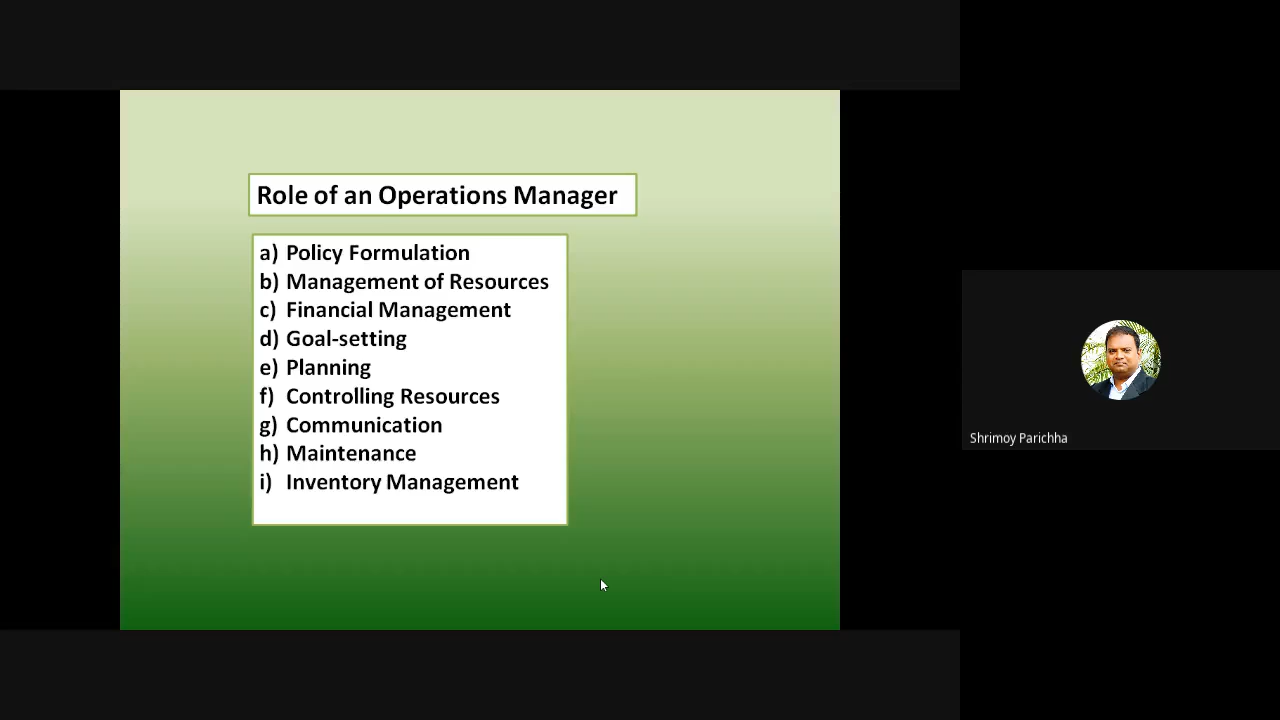 Role of an Operations Manager
a) Policy Formulation
b) Management of Resources
c) Financial Management
d) Goal-setting
e) Planning
f) Controlling Resources
g) Communication
h) Maintenance
i) Inventory Management
Shrimoy Parichha